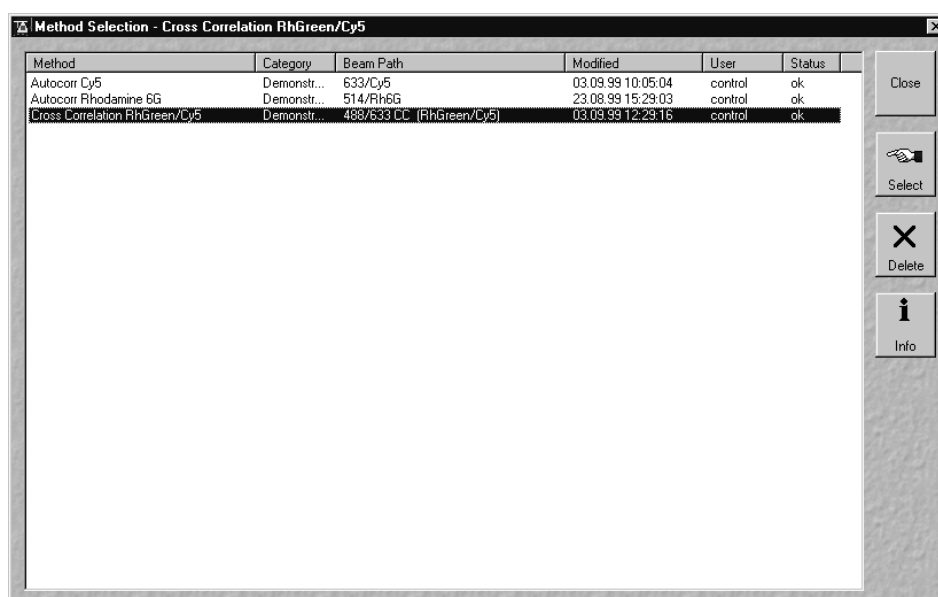 Method Selection - Cross Correlation RhGreen/Cy5
Method Category Beam Path Modified User Status
Autocorr Cy5 Demonstr... 633/Cy5 03.09.99 10:05:04 control ok
Autocorr Rhodamine 6G Demonstr... 514/Rh6G 23.08.99 15:29:03 control ok
Cross Correlation RhGreen/Cy5 Demonstr... 488/633 CC (RhGreen/Cy5) 03.09.99 12:29:16 control ok
Close
Select
Delete
Info